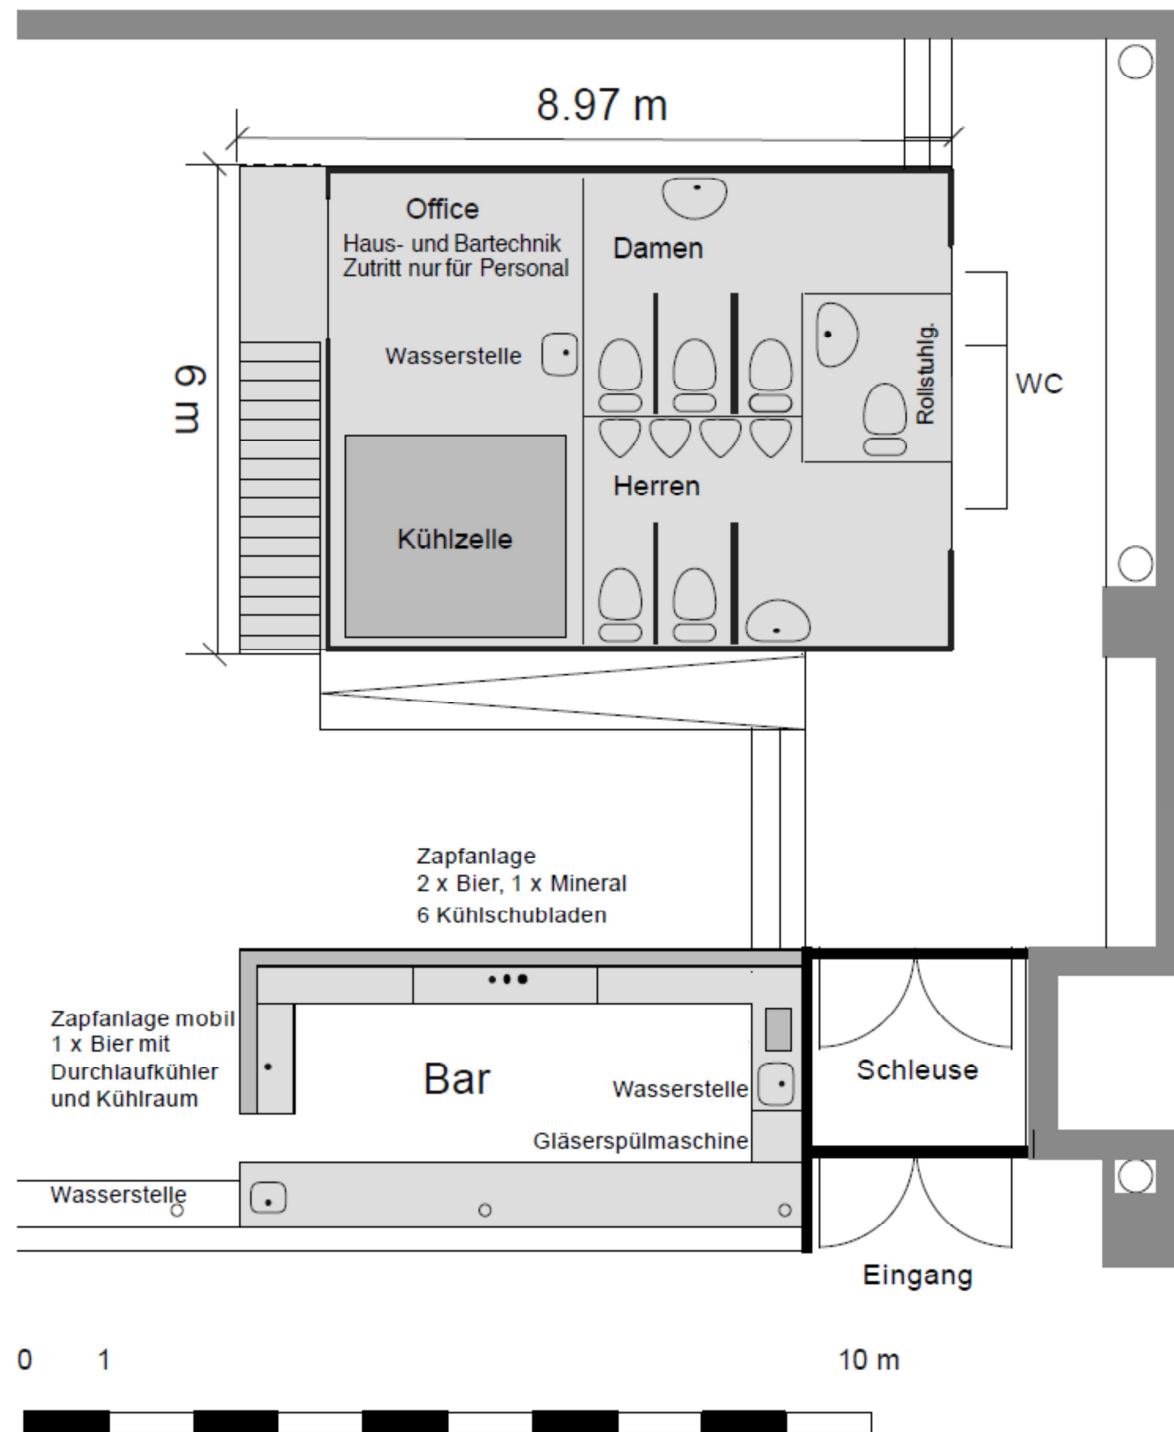 8.97 m
Office
Haus- und Bartechnik
Zutritt nur für Personal
Damen
Wasserstelle
Rollstuhlg.
WC
6 m
Herren
Kühlzelle
Zapfanlage
2 x Bier, 1 x Mineral
6 Kühlschubladen
Zapfanlage mobil
1 x Bier mit
Durchlaufkühler
und Kühlraum
Bar
Wasserstelle
Schleuse
Gläserspülmaschine
Wasserstelle
Eingang
0 1 10 m